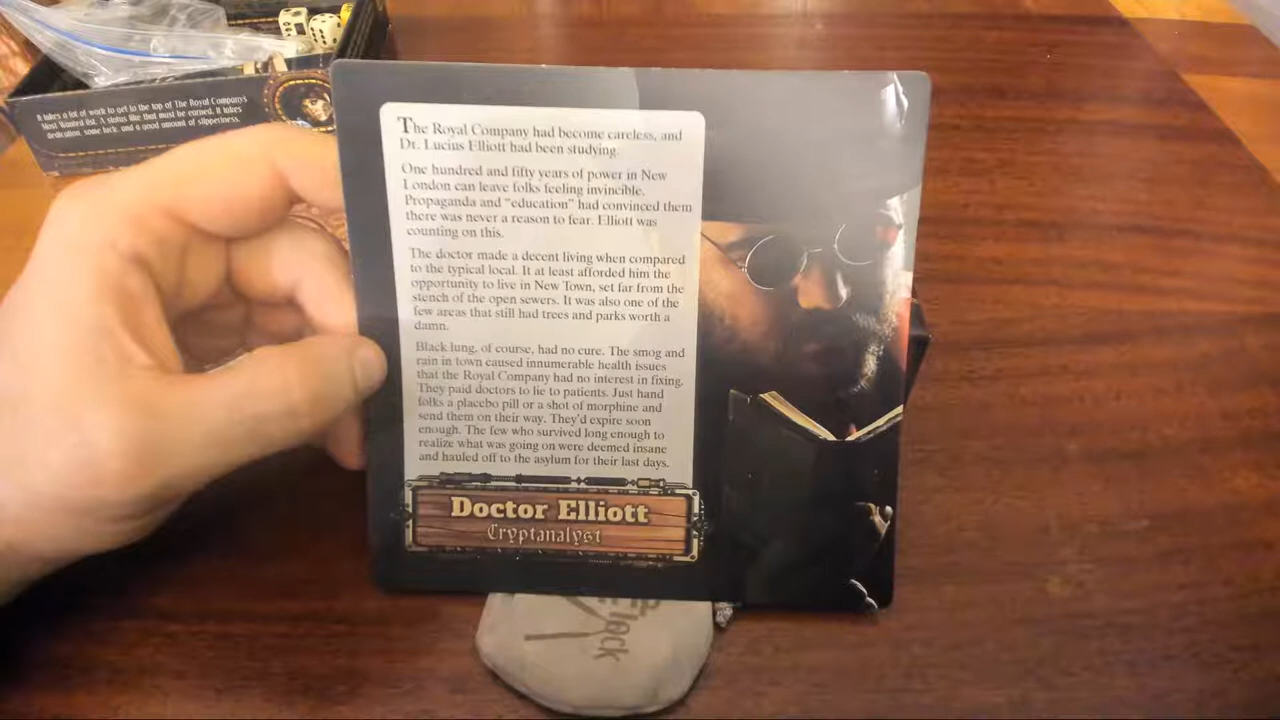 It takes a lot of work to get to the top of The Royal Company's
Most Wanted list. A status like that must be earned. It takes
dedication, some luck, and a good amount of slipperiness.
The Royal Company had become careless, and
Dr. Lucius Elliott had been studying.
One hundred and fifty years of power in New
London can leave folks feeling invincible.
Propaganda and “education” had convinced them
there was never a reason to fear. Elliott was
counting on this.
The doctor made a decent living when compared
to the typical local. It at least afforded him the
opportunity to live in New Town, set far from the
stench of the open sewers. It was also one of the
few areas that still had trees and parks worth a
damn.
Black lung, of course, had no cure. The smog and
rain in town caused innumerable health issues
that the Royal Company had no interest in fixing.
They paid doctors to lie to patients. Just hand
folks a placebo pill or a shot of morphine and
send them on their way. They'd expire soon
enough. The few who survived long enough to
realize what was going on were deemed insane
and hauled off to the asylum for their last days.
Doctor Elliott
Cryptanalyst